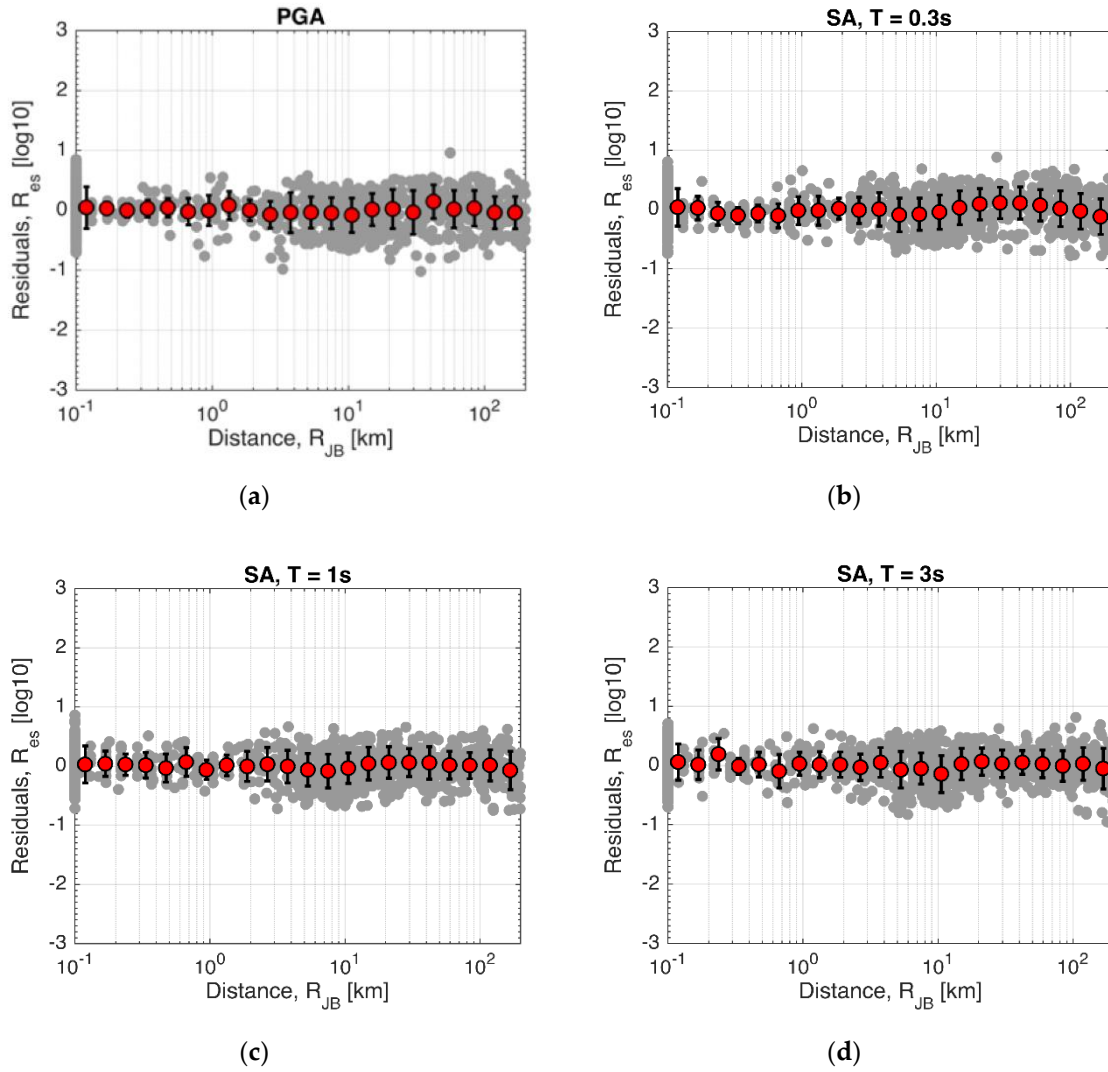 PGA
3
2
1
0
-1
-2
-3
Residuals, R_es [log10]
10^-1 10^0 10^1 10^2
Distance, R_JB [km]
(a)
SA, T = 0.3s
3
2
1
0
-1
-2
-3
Residuals, R_es [log10]
10^-1 10^0 10^1 10^2
Distance, R_JB [km]
(b)
SA, T = 1s
3
2
1
0
-1
-2
-3
Residuals, R_es [log10]
10^-1 10^0 10^1 10^2
Distance, R_JB [km]
(c)
SA, T = 3s
3
2
1
0
-1
-2
-3
Residuals, R_es [log10]
10^-1 10^0 10^1 10^2
Distance, R_JB [km]
(d)